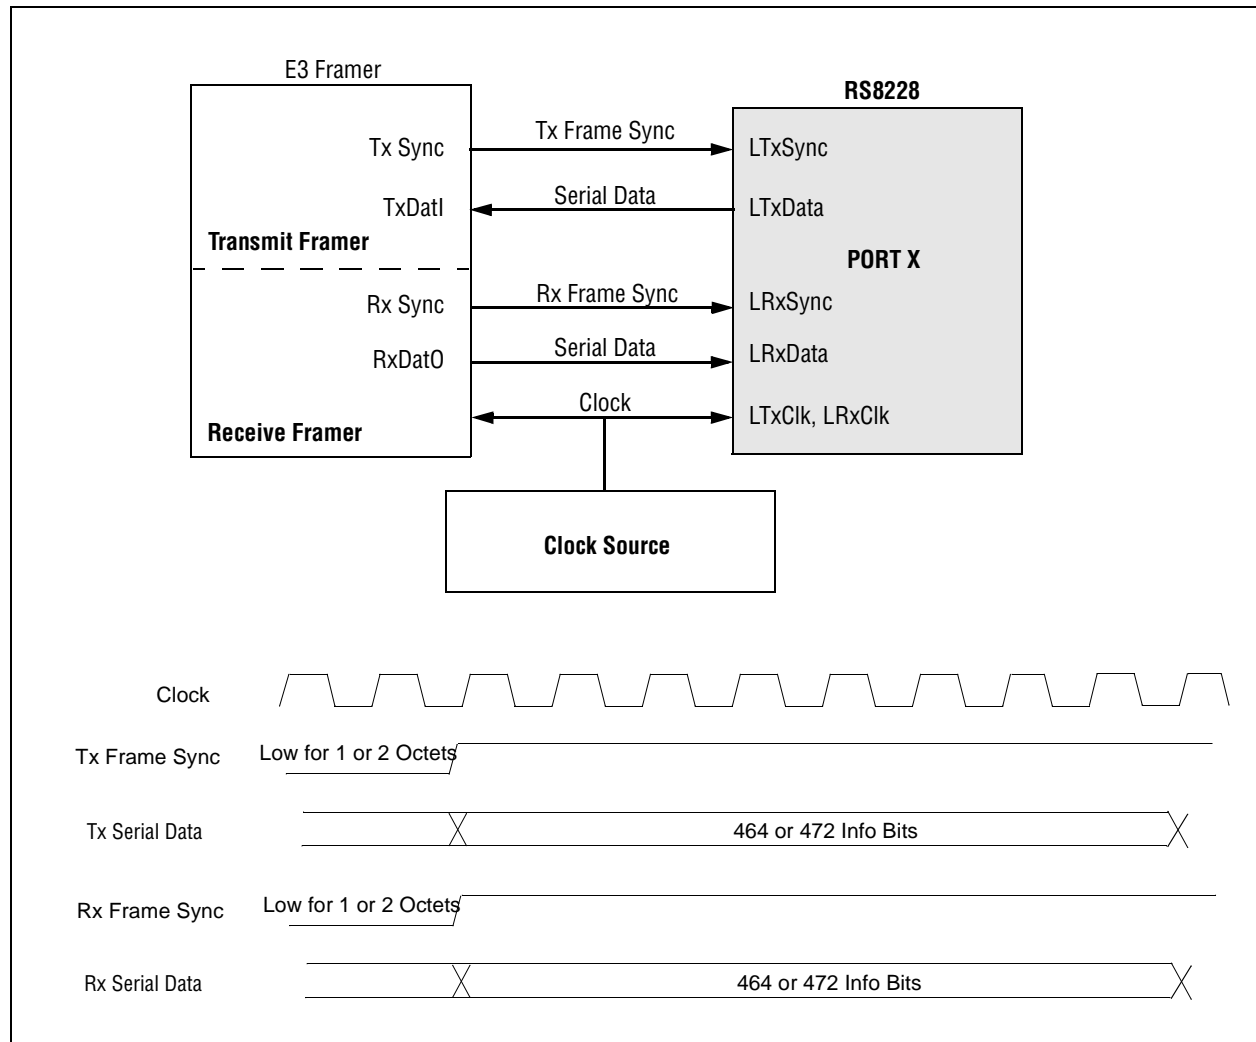 E3 Framer
RS8228
Tx Sync
Tx Frame Sync
LTxSync
TxDatI
Serial Data
LTxData
Transmit Framer
PORT X
Rx Sync
Rx Frame Sync
LRxSync
RxDatO
Serial Data
LRxData
Clock
LTxClk, LRxClk
Receive Framer
Clock Source
Clock
Tx Frame Sync
Low for 1 or 2 Octets
Tx Serial Data
464 or 472 Info Bits
Rx Frame Sync
Low for 1 or 2 Octets
Rx Serial Data
464 or 472 Info Bits